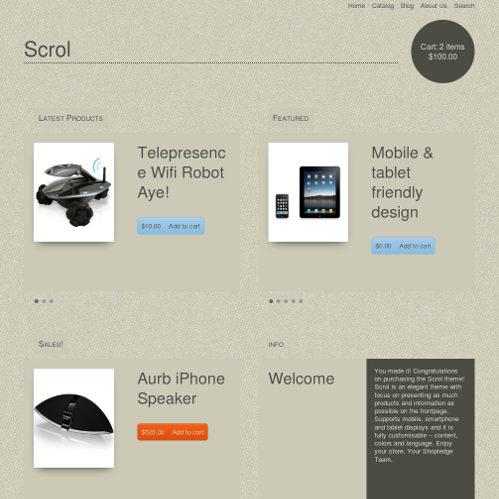 Home Catalog Blog About Us Search
Scrol
Cart: 2 items
$100.00
Latest Products
Telepresenc
e Wifi Robot
Aye!
$10.00 Add to cart
Featured
Mobile &
tablet
friendly
design
$0.00 Add to cart
Sales!
Aurb iPhone
Speaker
$320.00 Add to cart
info
Welcome
You made it! Congratulations
on purchasing the Scrol theme!
Scrol is an elegant theme with
focus on presenting as much
products and information as
possible on the frontpage.
Supports mobile, smartphone
and tablet displays and it is
fully customisable – content,
colors and language. Enjoy
your store, Your Shopledge
Team.